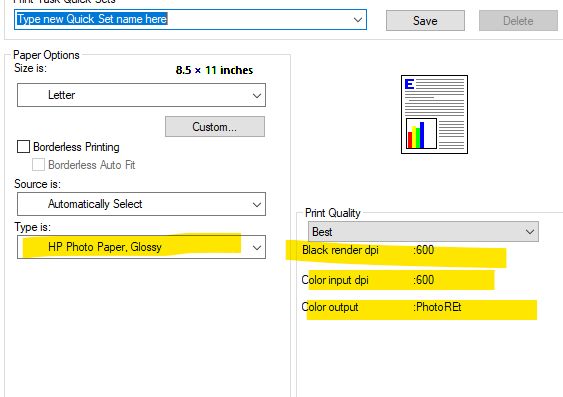 Print Task Quick Sets
Type new Quick Set name here
Save
Delete
Paper Options
Size is:
8.5 × 11 inches
Letter
Custom...
Borderless Printing
Borderless Auto Fit
Source is:
Automatically Select
Type is:
HP Photo Paper, Glossy
E
Print Quality
Best
Black render dpi :600
Color input dpi :600
Color output :PhotoREt